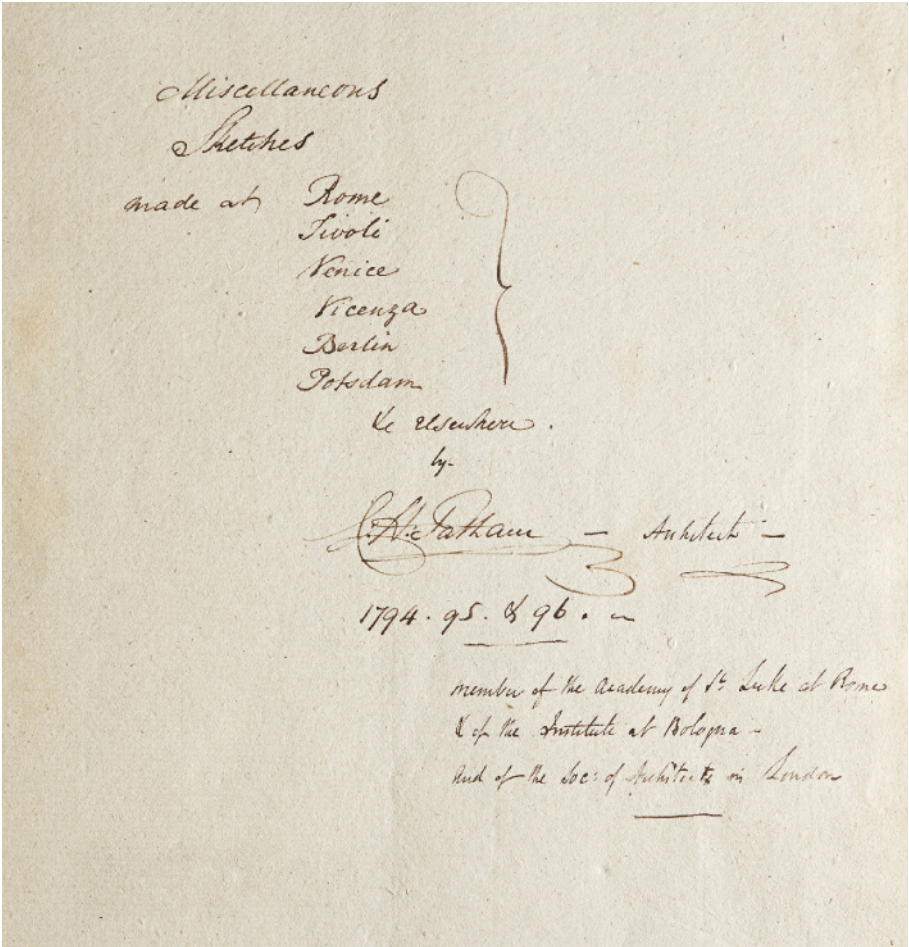 Miscellaneous
Sketches
made at Rome
Tivoli
Venice
Vicenza
Berlin
Potsdam
& elsewhere.
by
C. H: Tatham — Architect —
1794. 95. & 96. ~
member of the Academy of St. Luke at Rome
& of the Institute at Bologna –
and of the Soc: of Architects in London